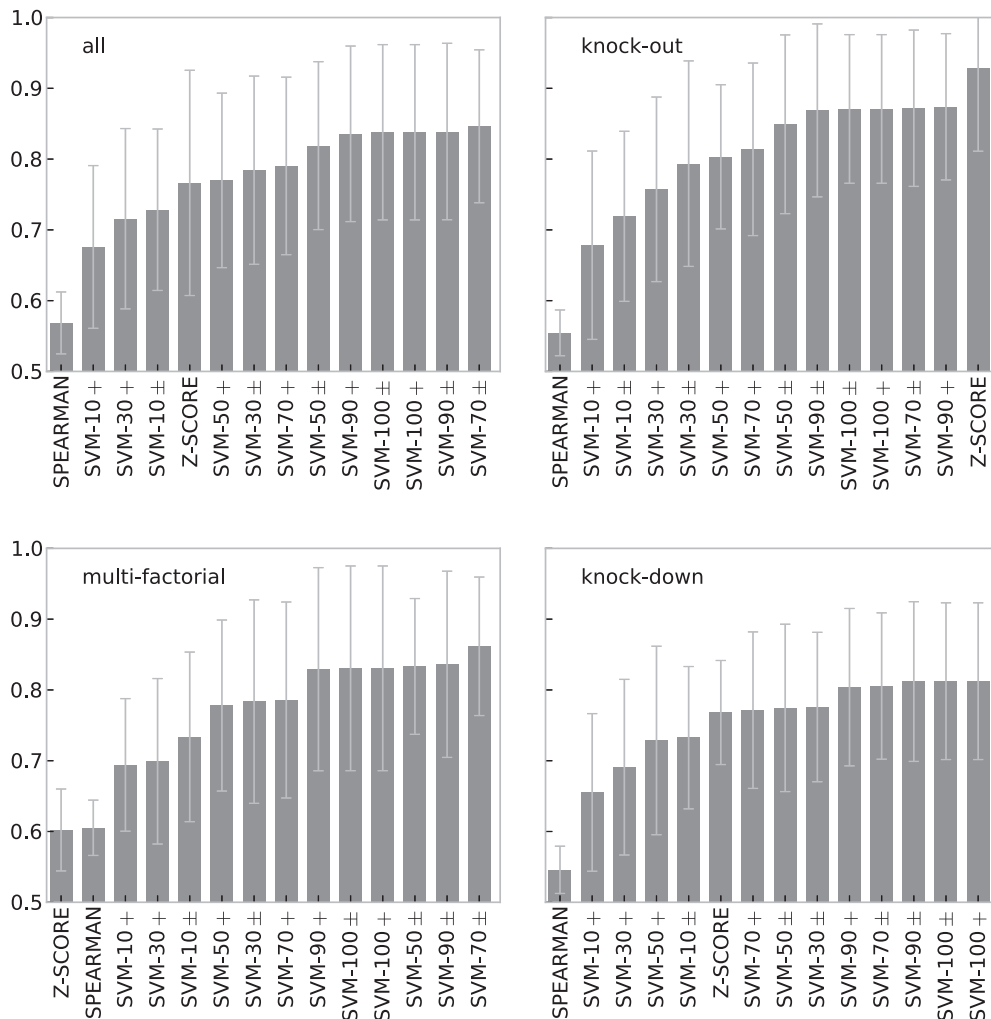 1.0
0.9
0.8
0.7
0.6
0.5
all
SPEARMAN
SVM-10+
SVM-30+
SVM-10±
Z-SCORE
SVM-50+
SVM-30±
SVM-70+
SVM-50±
SVM-90+
SVM-100±
SVM-100+
SVM-90±
SVM-70±
knock-out
SPEARMAN
SVM-10+
SVM-10±
SVM-30+
SVM-30±
SVM-50+
SVM-70+
SVM-50±
SVM-90±
SVM-100±
SVM-100+
SVM-70±
SVM-90+
Z-SCORE
1.0
0.9
0.8
0.7
0.6
0.5
multi-factorial
Z-SCORE
SPEARMAN
SVM-10+
SVM-30+
SVM-10±
SVM-50+
SVM-30±
SVM-70+
SVM-90+
SVM-100±
SVM-100+
SVM-50±
SVM-90±
SVM-70±
knock-down
SPEARMAN
SVM-10+
SVM-30+
SVM-50+
SVM-10±
Z-SCORE
SVM-70+
SVM-50±
SVM-30±
SVM-90+
SVM-70±
SVM-90±
SVM-100±
SVM-100+